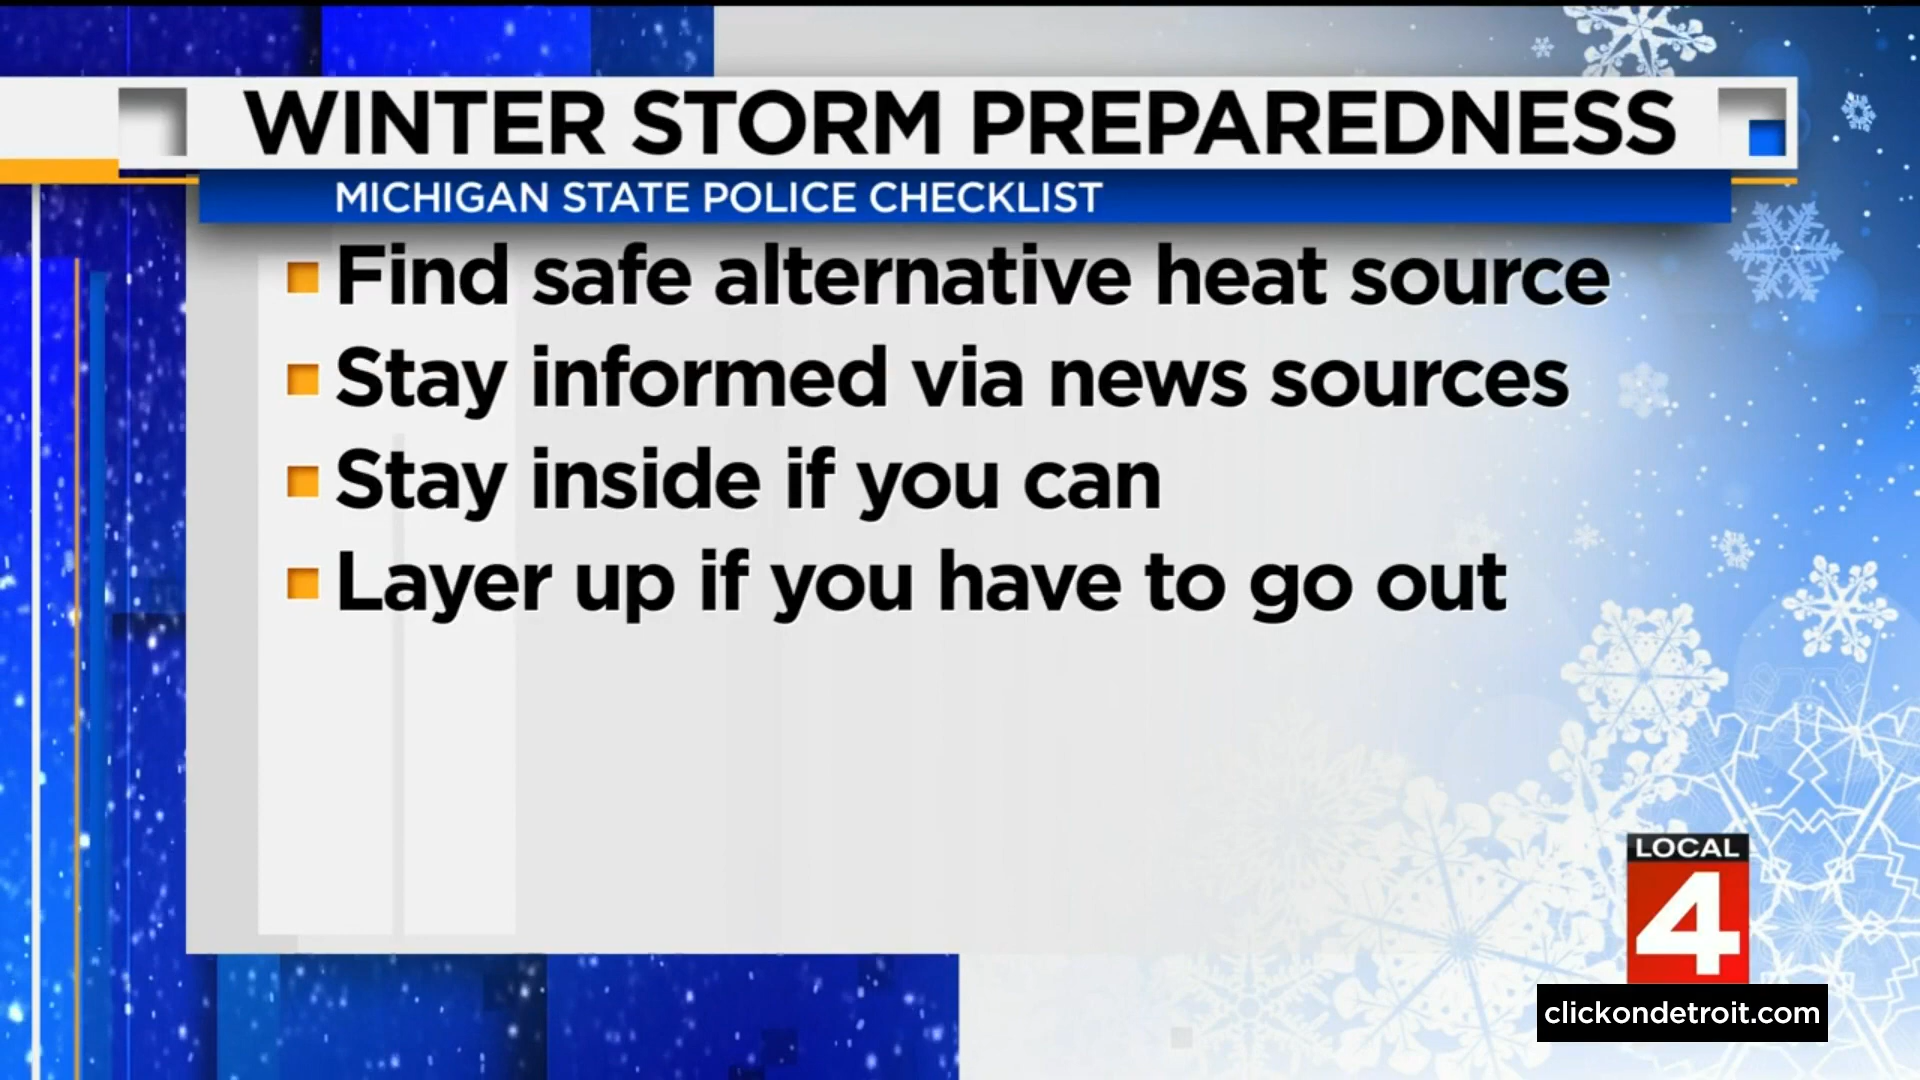 WINTER STORM PREPAREDNESS
MICHIGAN STATE POLICE CHECKLIST
Find safe alternative heat source
Stay informed via news sources
Stay inside if you can
Layer up if you have to go out
LOCAL
4
clickondetroit.com